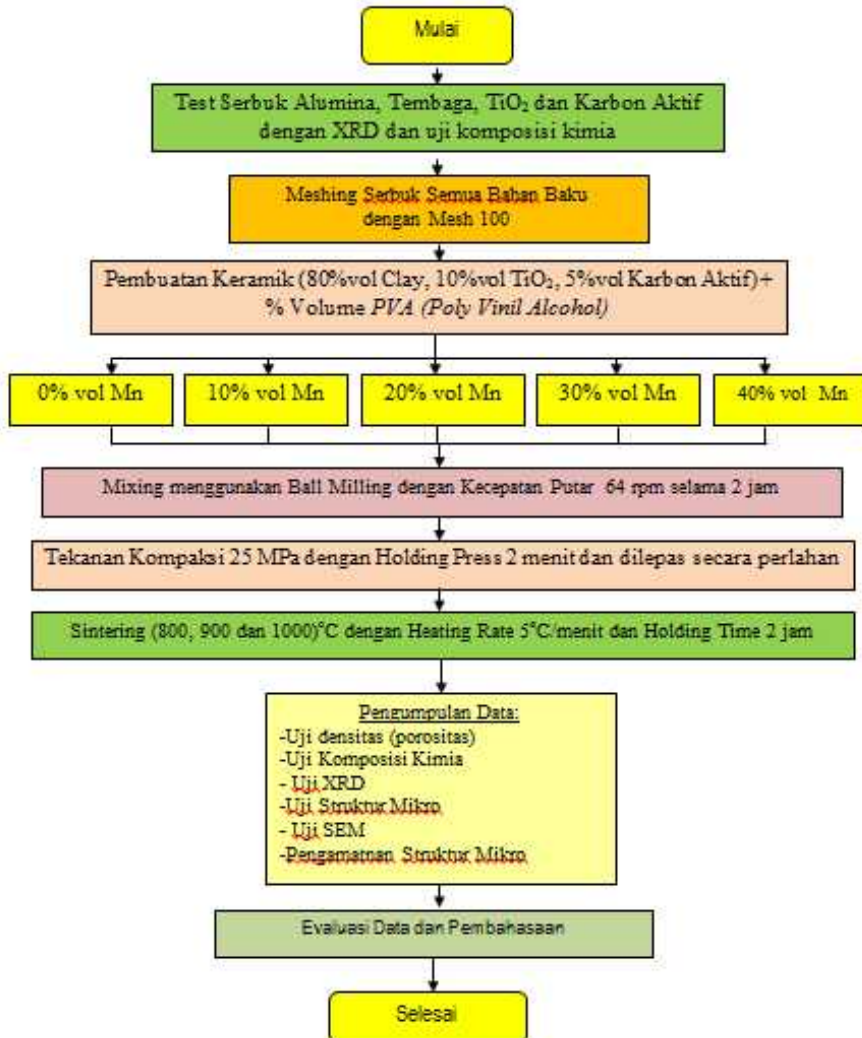 Mulai
Test Serbuk Alumina, Tembaga, TiO₂ dan Karbon Aktif
dengan XRD dan uji komposisi kimia
Meshing Serbuk Semua Bahan Baku
dengan Mesh 100
Pembuatan Keramik (80%vol Clay, 10%vol TiO₂, 5%vol Karbon Aktif)+
% Volume PVA (Poly Vinil Alcohol)
0% vol Mn
10% vol Mn
20% vol Mn
30% vol Mn
40% vol Mn
Mixing menggunakan Ball Milling dengan Kecepatan Putar 64 rpm selama 2 jam
Tekanan Kompaksi 25 MPa dengan Holding Press 2 menit dan dilepas secara perlahan
Sintering (800, 900 dan 1000)°C dengan Heating Rate 5°C/menit dan Holding Time 2 jam
Pengumpulan Data:
-Uji densitas (porositas)
-Uji Komposisi Kimia
- Uji XRD
-Uji Struktur Mikro
- Uji SEM
-Pengamatnan Struktur Mikro
Evaluasi Data dan Pembahasaan
Selesai